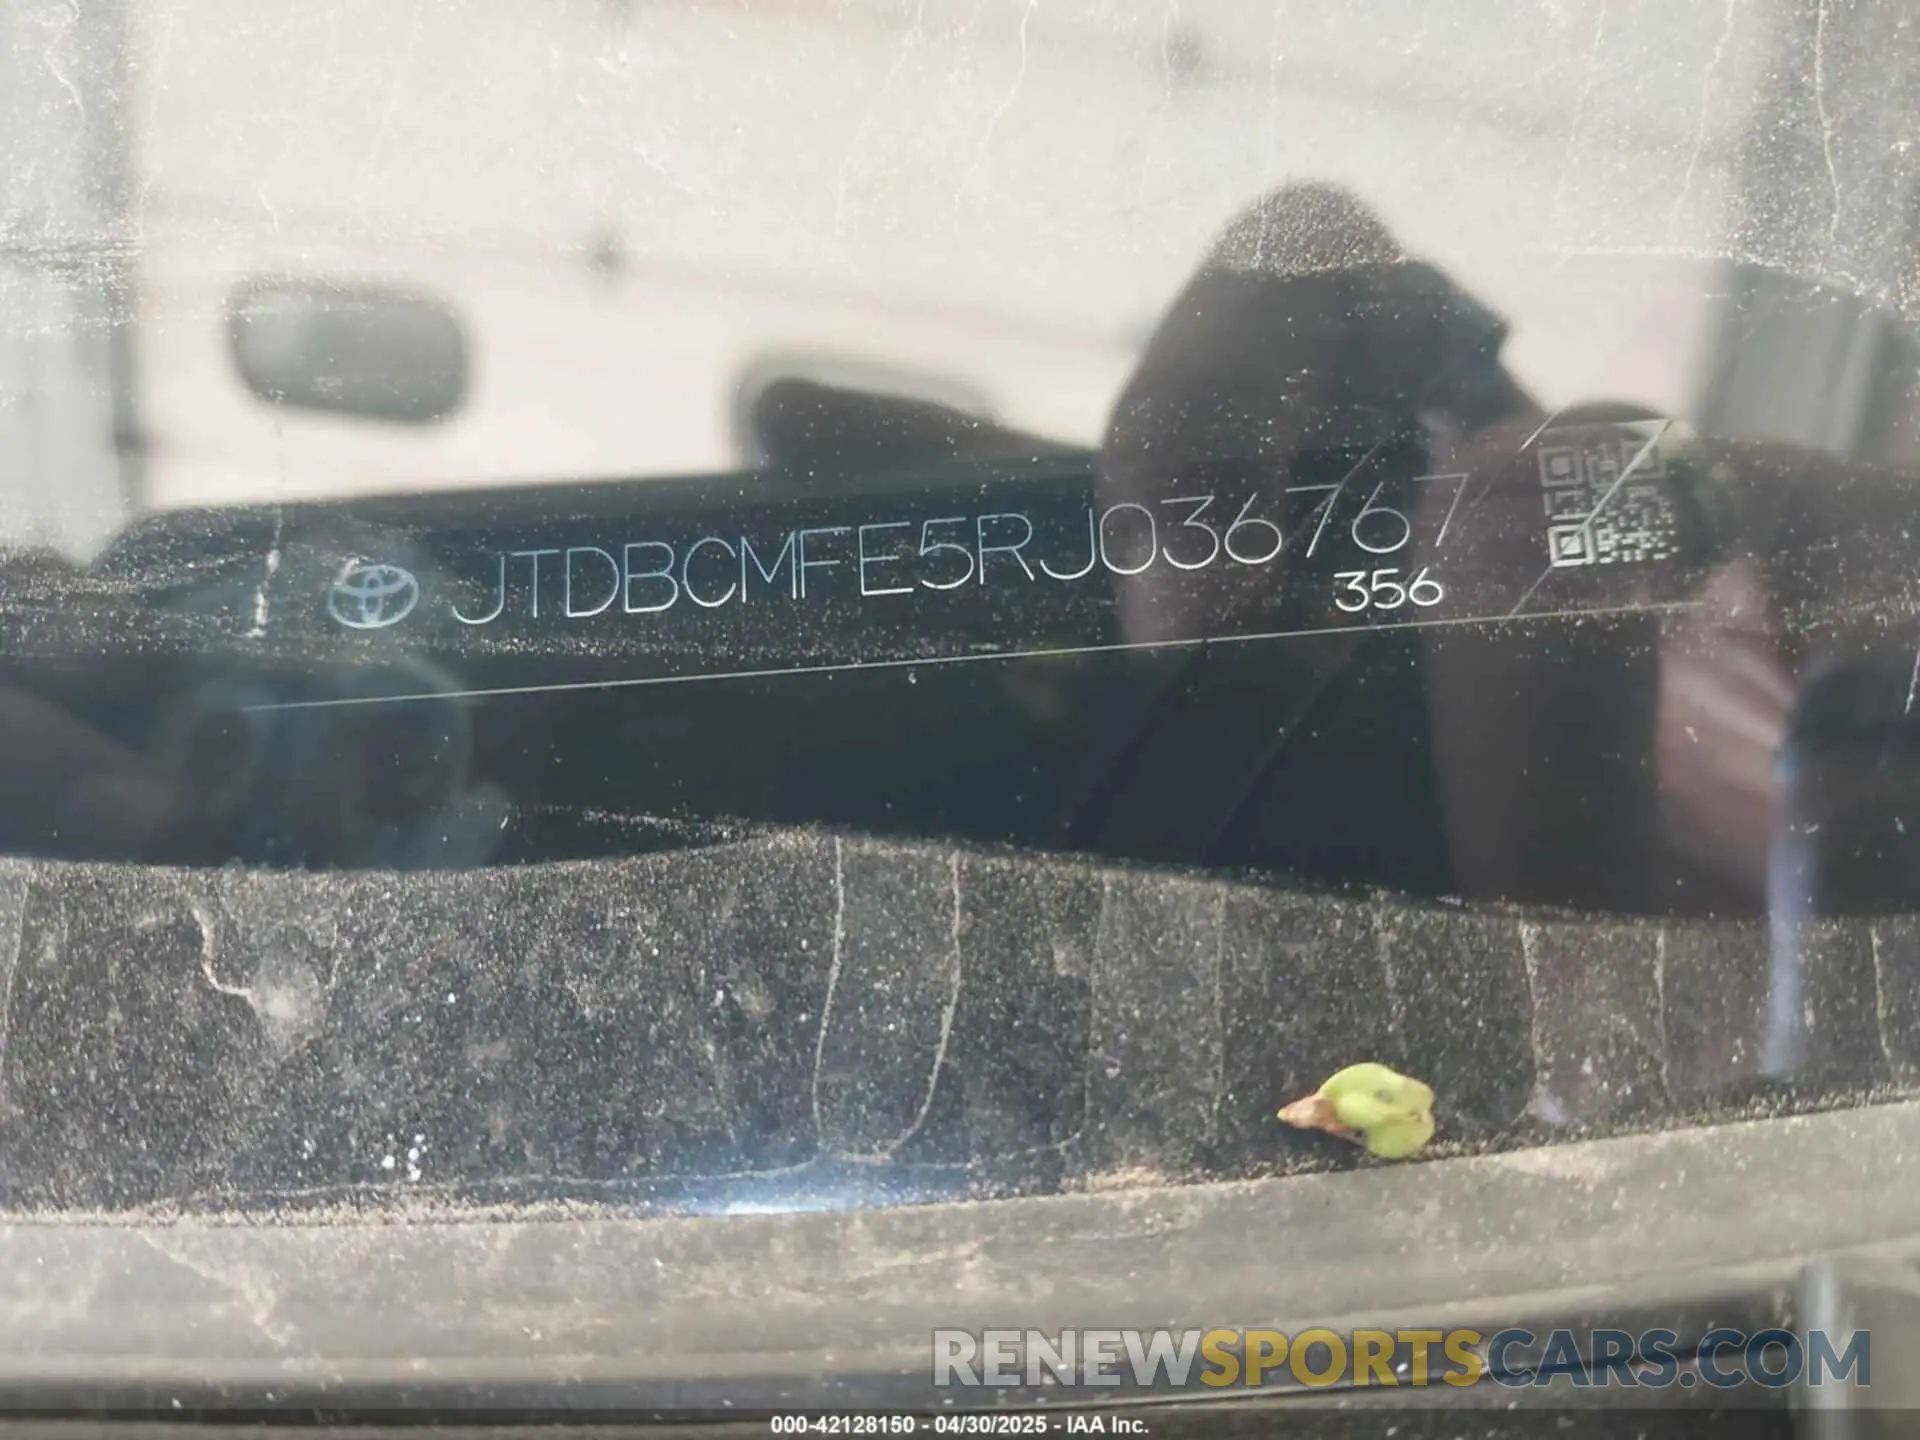 JTDBCMFE5RJ036767
356
RENEWSPORTSCARS.COM
000-42128150 - 04/30/2025 - IAA Inc.